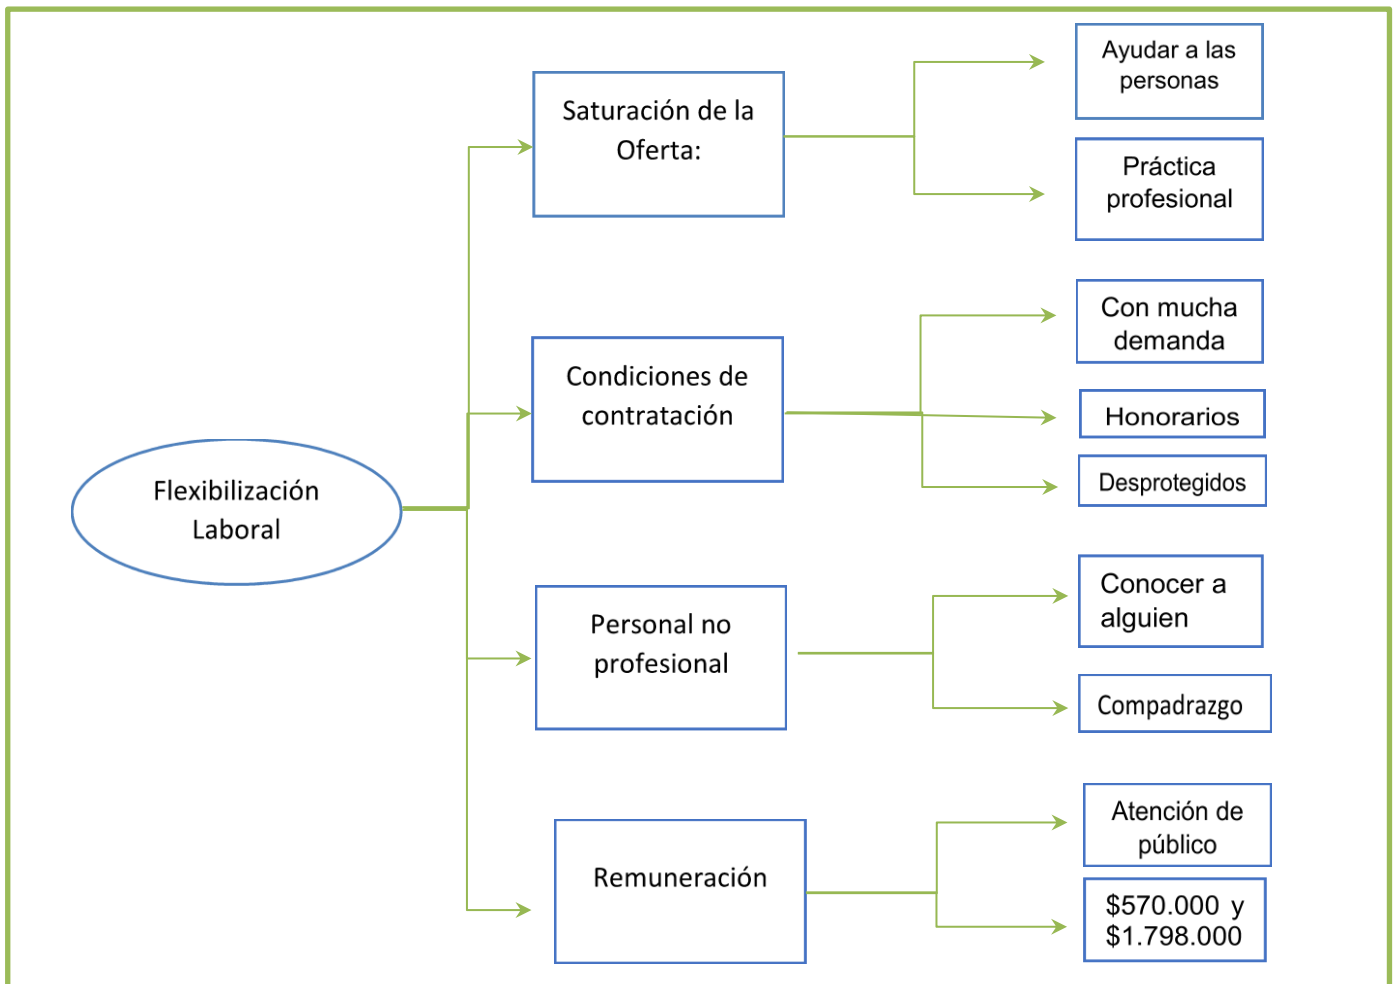 Ayudar a las
personas
Saturación de la
Oferta:
Práctica
profesional
Con mucha
demanda
Condiciones de
contratación
Honorarios
Desprotegidos
Flexibilización
Laboral
Conocer a
alguien
Personal no
profesional
Compadrazgo
Atención de
público
Remuneración
$570.000 y
$1.798.000